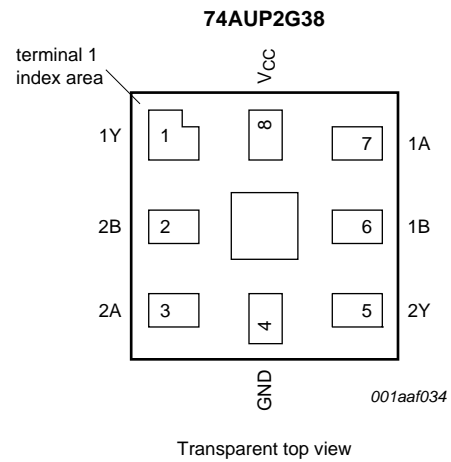 74AUP2G38
terminal 1
index area
VCC
1Y
1
8
7
1A
2B
2
6
1B
2A
3
4
5
2Y
GND
001aaf034
Transparent top view